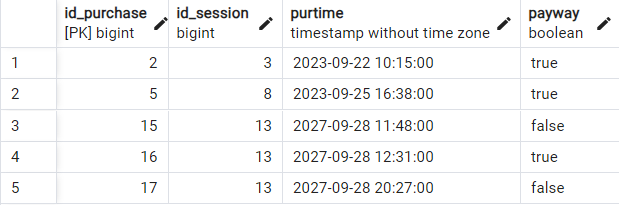 id_purchase id_session purtime payway
[PK] bigint bigint timestamp without time zone boolean
1 2 3 2023-09-22 10:15:00 true
2 5 8 2023-09-25 16:38:00 true
3 15 13 2027-09-28 11:48:00 false
4 16 13 2027-09-28 12:31:00 true
5 17 13 2027-09-28 20:27:00 false